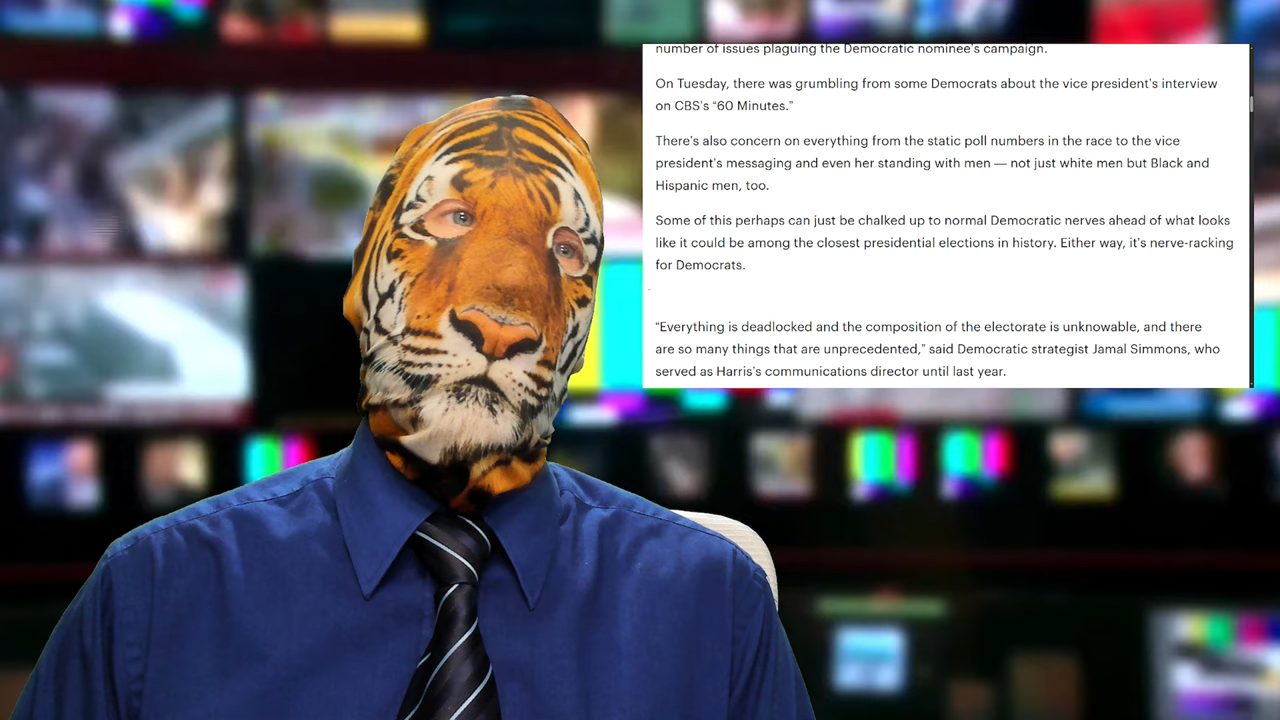 number of issues plaguing the Democratic nominee's campaign.
On Tuesday, there was grumbling from some Democrats about the vice president's interview
on CBS's “60 Minutes.”
There's also concern on everything from the static poll numbers in the race to the vice
president's messaging and even her standing with men — not just white men but Black and
Hispanic men, too.
Some of this perhaps can just be chalked up to normal Democratic nerves ahead of what looks
like it could be among the closest presidential elections in history. Either way, it's nerve-racking
for Democrats.
“Everything is deadlocked and the composition of the electorate is unknowable, and there
are so many things that are unprecedented,” said Democratic strategist Jamal Simmons, who
served as Harris's communications director until last year.